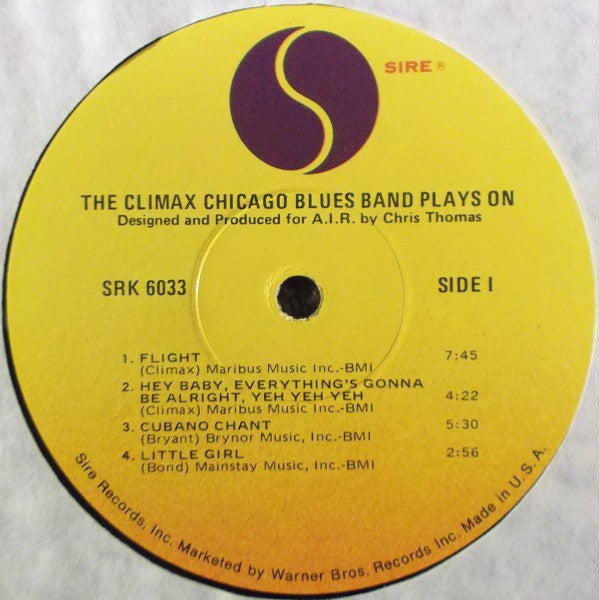 SIRE ®
THE CLIMAX CHICAGO BLUES BAND PLAYS ON
Designed and Produced for A.I.R. by Chris Thomas
SRK 6033 SIDE I
1. FLIGHT 7:45
(Climax) Maribus Music Inc.-BMI
2. HEY BABY, EVERYTHING'S GONNA
BE ALRIGHT, YEH YEH YEH 4:22
(Climax) Maribus Music Inc.-BMI
3. CUBANO CHANT 5:30
(Bryant) Brynor Music, Inc.-BMI
4. LITTLE GIRL 2:56
(Bond) Mainstay Music, Inc.-BMI
Sire Records, Inc. Marketed by Warner Bros. Records Inc. Made in U.S.A.